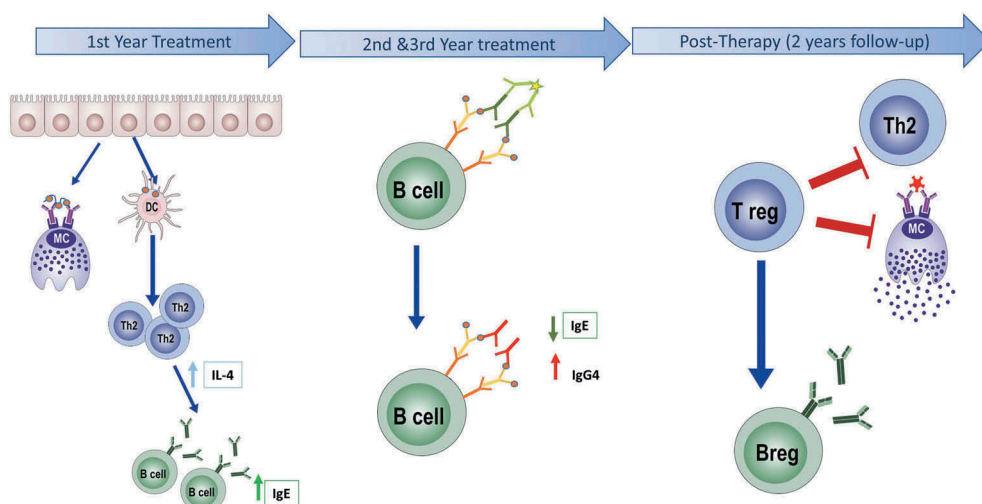 1st Year Treatment
2nd &3rd Year treatment
Post-Therapy (2 years follow-up)
MC
DC
Th2
Th2
Th2
IL-4
B cell
B cell
IgE
B cell
B cell
IgE
IgG4
Th2
T reg
MC
Breg